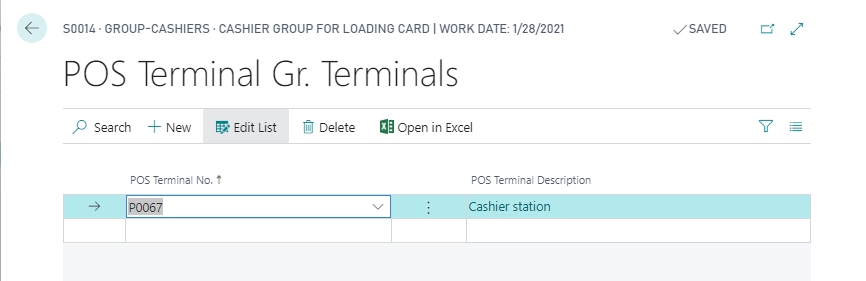 S0014 · GROUP-CASHIERS · CASHIER GROUP FOR LOADING CARD | WORK DATE: 1/28/2021
SAVED
POS Terminal Gr. Terminals
Search
New
Edit List
Delete
Open in Excel
POS Terminal No. ↑
POS Terminal Description
P0067
Cashier station